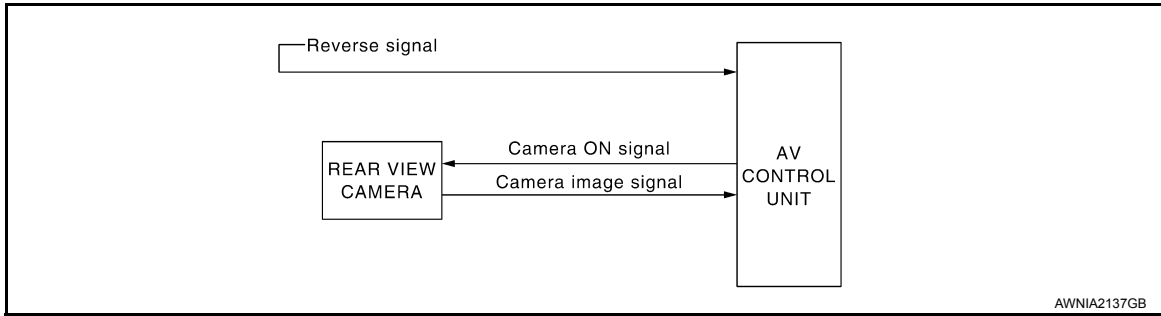 Reverse signal
Camera ON signal
REAR VIEW
CAMERA
Camera image signal
AV
CONTROL
UNIT
AWNIA2137GB